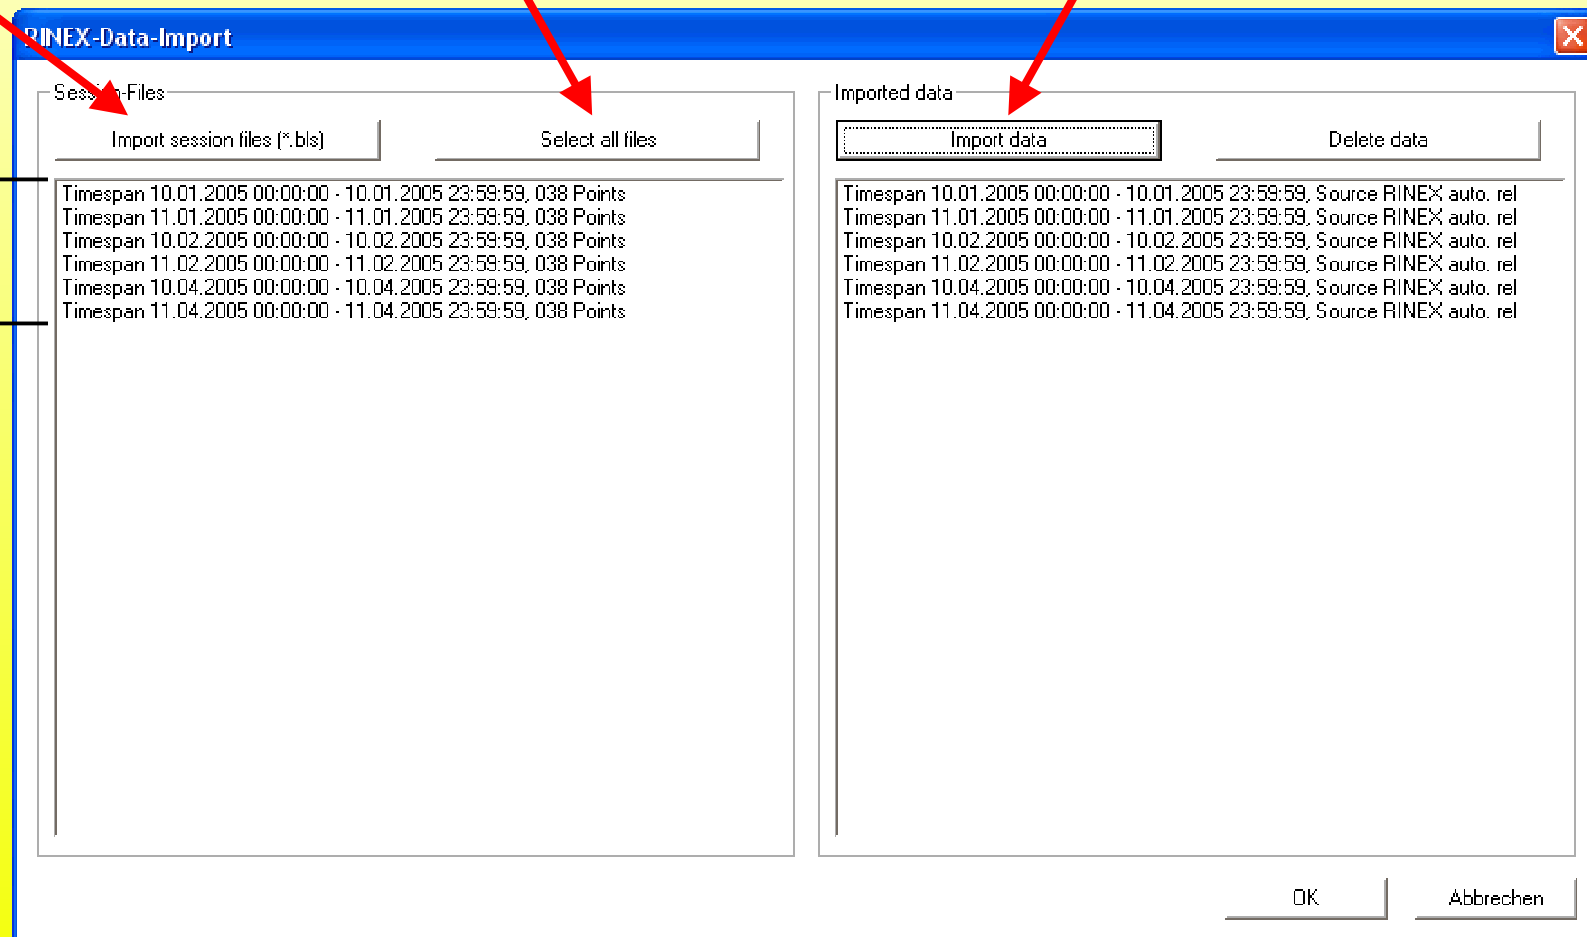 RINEX-Data-Import
Session-Files
Import session files (*.bls)
Select all files
Timespan 10.01.2005 00:00:00 - 10.01.2005 23:59:59, 038 Points
Timespan 11.01.2005 00:00:00 - 11.01.2005 23:59:59, 038 Points
Timespan 10.02.2005 00:00:00 - 10.02.2005 23:59:59, 038 Points
Timespan 11.02.2005 00:00:00 - 11.02.2005 23:59:59, 038 Points
Timespan 10.04.2005 00:00:00 - 10.04.2005 23:59:59, 038 Points
Timespan 11.04.2005 00:00:00 - 11.04.2005 23:59:59, 038 Points
Imported data
Import data
Delete data
Timespan 10.01.2005 00:00:00 - 10.01.2005 23:59:59, Source RINEX auto. rel
Timespan 11.01.2005 00:00:00 - 11.01.2005 23:59:59, Source RINEX auto. rel
Timespan 10.02.2005 00:00:00 - 10.02.2005 23:59:59, Source RINEX auto. rel
Timespan 11.02.2005 00:00:00 - 11.02.2005 23:59:59, Source RINEX auto. rel
Timespan 10.04.2005 00:00:00 - 10.04.2005 23:59:59, Source RINEX auto. rel
Timespan 11.04.2005 00:00:00 - 11.04.2005 23:59:59, Source RINEX auto. rel
OK
Abbrechen